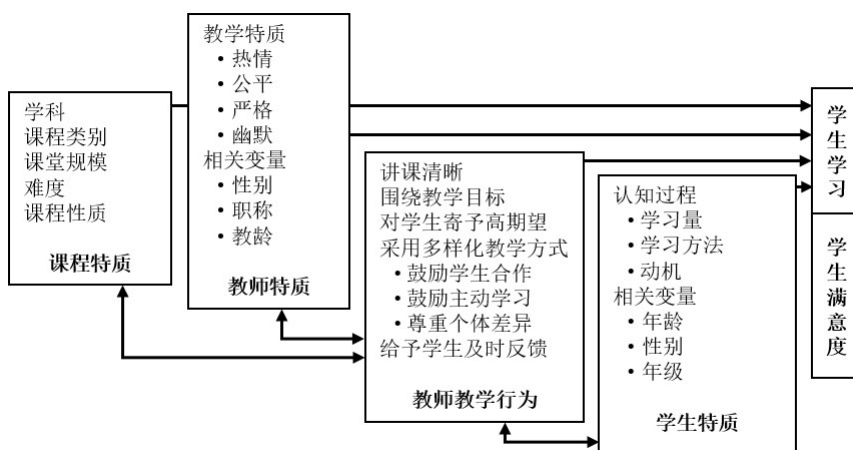 学科
课程类别
课堂规模
难度
课程性质
课程特质
教学特质
• 热情
• 公平
• 严格
• 幽默
相关变量
• 性别
• 职称
• 教龄
教师特质
讲课清晰
围绕教学目标
对学生寄予高期望
采用多样化教学方式
• 鼓励学生合作
• 鼓励主动学习
• 尊重个体差异
给予学生及时反馈
教师教学行为
认知过程
• 学习量
• 学习方法
• 动机
相关变量
• 年龄
• 性别
• 年级
学生特质
学生学习
学生满意度